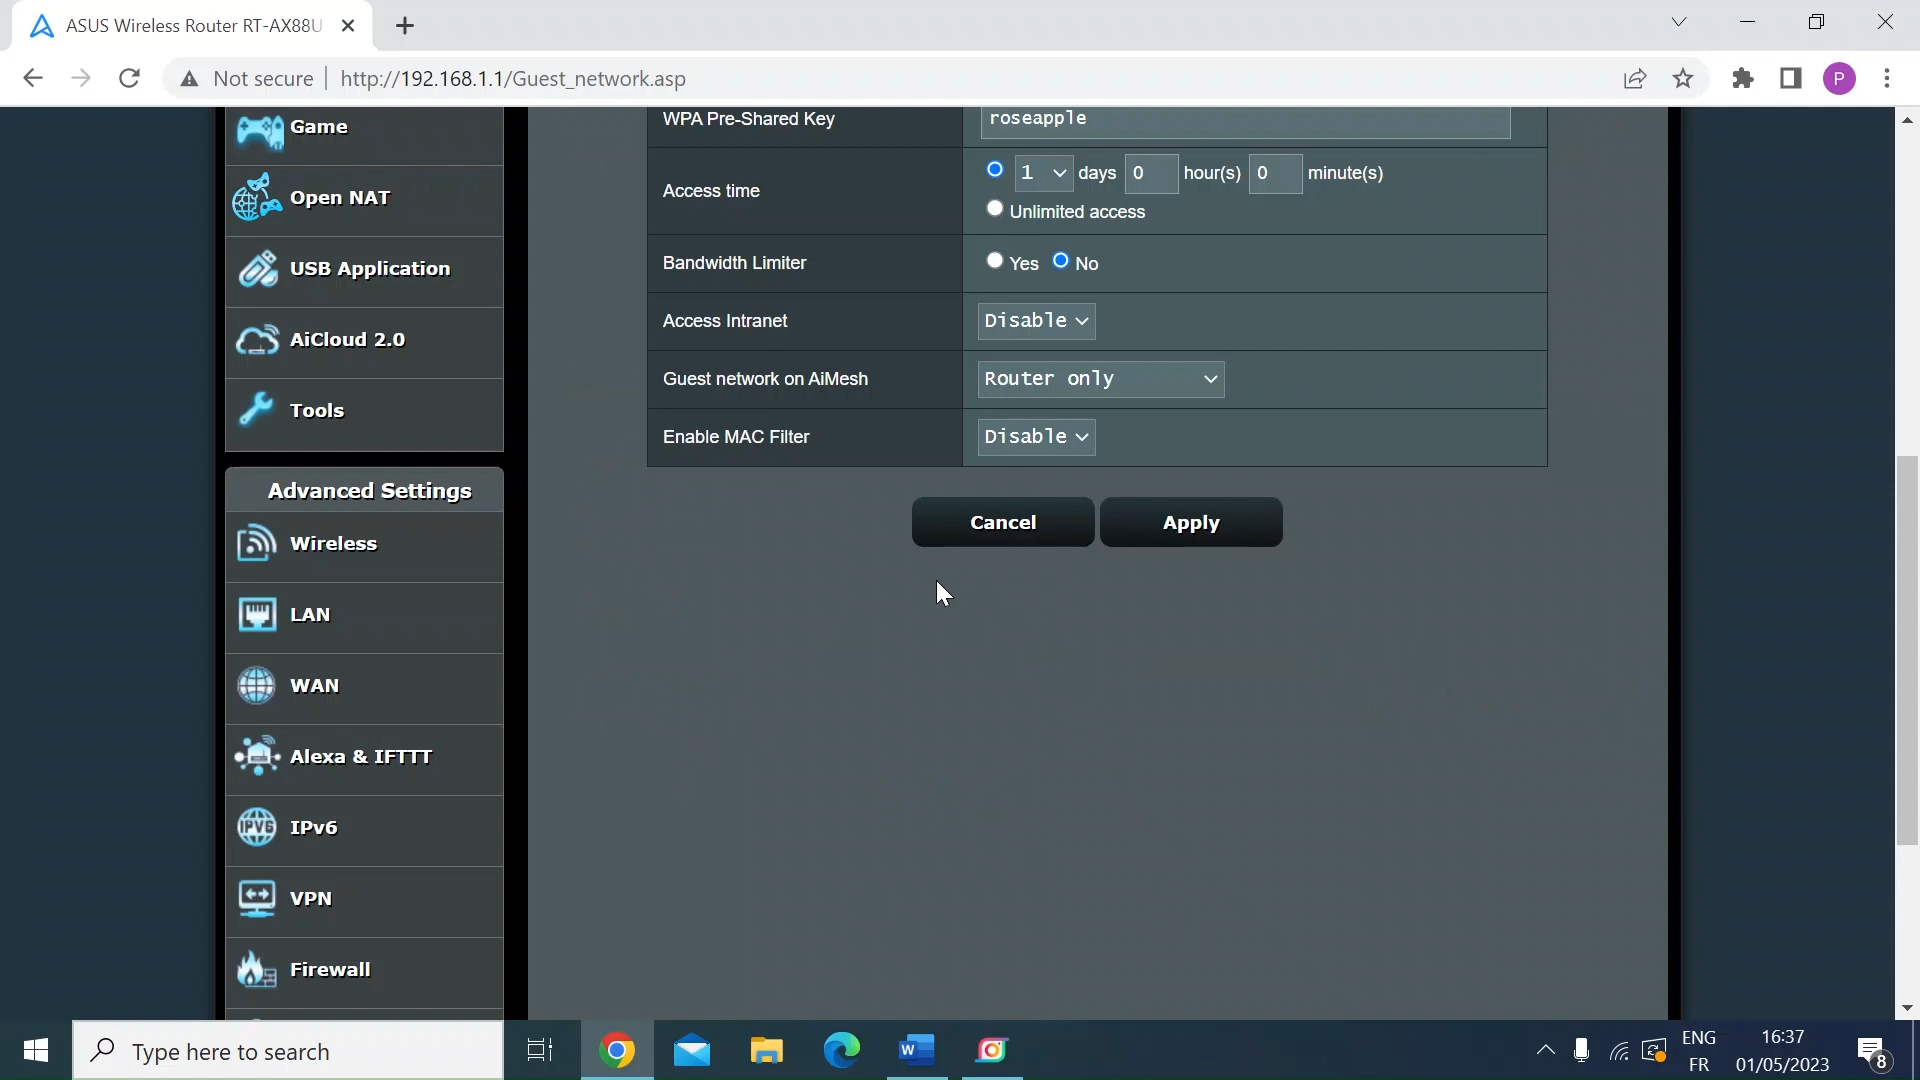 ASUS Wireless Router RT-AX88U
Not secure
http://192.168.1.1/Guest_network.asp
P
Game
Open NAT
USB Application
AiCloud 2.0
Tools
Advanced Settings
Wireless
LAN
WAN
Alexa & IFTTT
IPv6
VPN
Firewall
WPA Pre-Shared Key
roseapple
Access time
1 days 0 hour(s) 0 minute(s)
Unlimited access
Bandwidth Limiter
Yes No
Access Intranet
Disable
Guest network on AiMesh
Router only
Enable MAC Filter
Disable
Cancel
Apply
Type here to search
ENG
FR
16:37
01/05/2023
8